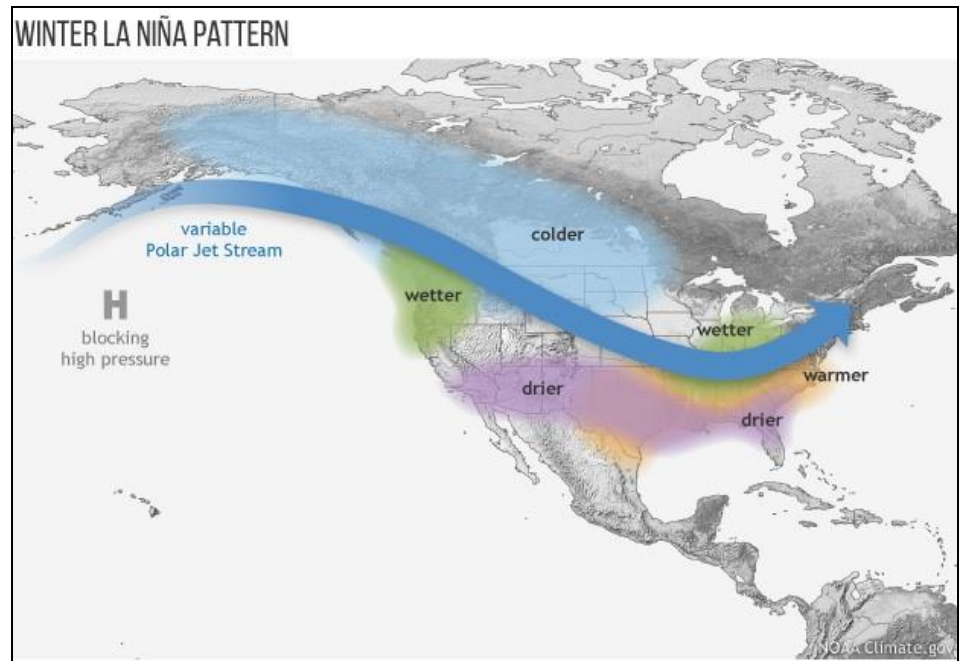 WINTER LA NIÑA PATTERN
variable
Polar Jet Stream
colder
H
blocking
high pressure
wetter
wetter
warmer
drier
drier
NOAA Climate.gov